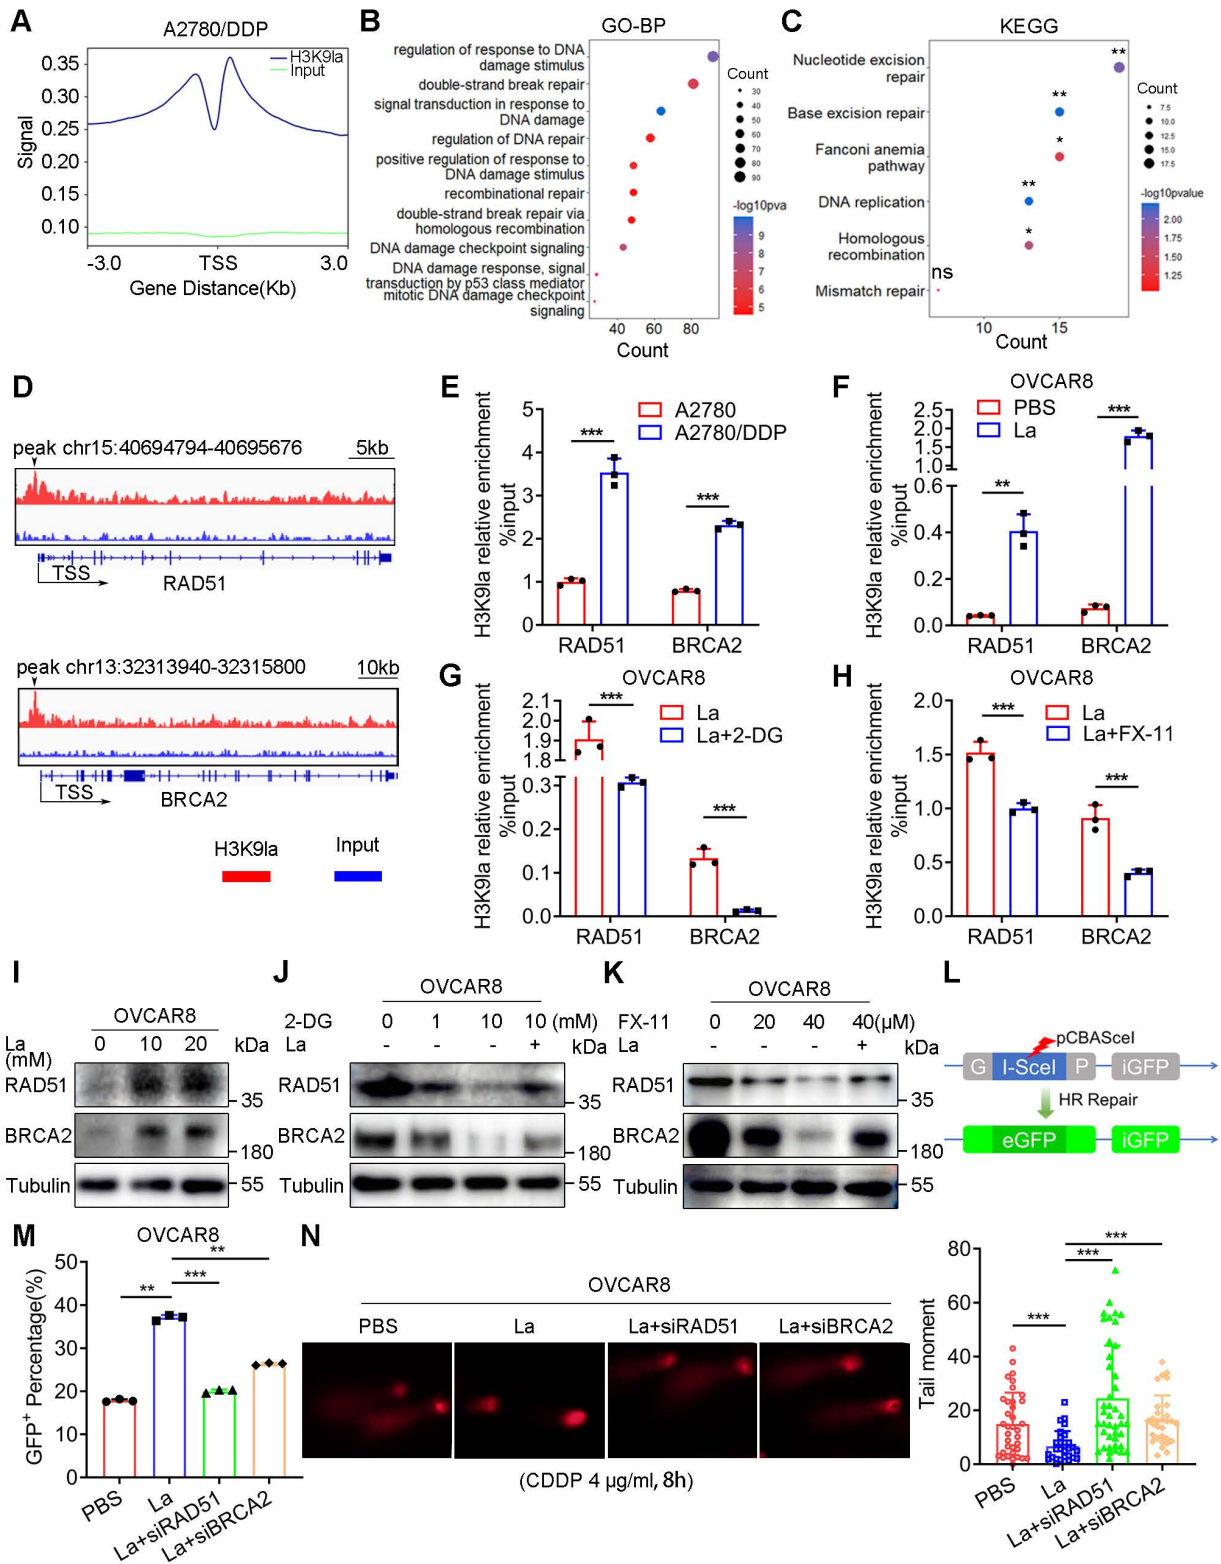 A
A2780/DDP
H3K9la
Input
0.35
0.30
0.25
0.20
0.15
0.10
Signal
-3.0
TSS
3.0
Gene Distance(Kb)
B
GO-BP
regulation of response to DNA
damage stimulus
double-strand break repair
signal transduction in response to
DNA damage
regulation of DNA repair
positive regulation of response to
DNA damage stimulus
recombinational repair
double-strand break repair via
homologous recombination
DNA damage checkpoint signaling
DNA damage response, signal
transduction by p53 class mediator
mitotic DNA damage checkpoint
signaling
40
60
80
Count
Count
30
40
50
60
70
80
90
-log10pva
9
8
7
6
5
C
KEGG
Nucleotide excision
repair
Base excision repair
Fanconi anemia
pathway
DNA replication
Homologous
recombination
Mismatch repair
**
**
*
**
*
ns
10
15
Count
Count
7.5
10.0
12.5
15.0
17.5
-log10pvalue
2.00
1.75
1.50
1.25
D
peak chr15:40694794-40695676
5kb
TSS
RAD51
peak chr13:32313940-32315800
10kb
TSS
BRCA2
H3K9la
Input
E
H3K9la relative enrichment
%input
A2780
A2780/DDP
5
4
3
2
1
0
***
***
RAD51
BRCA2
F
OVCAR8
H3K9la relative enrichment
%input
PBS
La
2.5
2.0
1.5
1.0
0.6
0.4
0.2
0.0
**
***
RAD51
BRCA2
G
OVCAR8
H3K9la relative enrichment
%input
La
La+2-DG
2.1
2.0
1.9
1.8
0.3
0.2
0.1
0.0
***
***
RAD51
BRCA2
H
OVCAR8
H3K9la relative enrichment
%input
La
La+FX-11
2.0
1.5
1.0
0.5
0.0
***
***
RAD51
BRCA2
I
OVCAR8
La
(mM)
0
10
20
kDa
RAD51
35
BRCA2
180
Tubulin
55
J
OVCAR8
2-DG
0
1
10
10
(mM)
La
-
-
-
+
kDa
RAD51
35
BRCA2
180
Tubulin
55
K
OVCAR8
FX-11
0
20
40
40(μM)
La
-
-
-
+
kDa
RAD51
35
BRCA2
180
Tubulin
55
L
pCBASceI
G
I-SceI
P
iGFP
HR Repair
eGFP
iGFP
M
OVCAR8
GFP+ Percentage(%)
50
40
30
20
10
0
**
***
**
PBS
La
La+siRAD51
La+siBRCA2
N
OVCAR8
PBS
La
La+siRAD51
La+siBRCA2
(CDDP 4 μg/ml, 8h)
Tail moment
80
60
40
20
0
***
***
***
PBS
La
La+siRAD51
La+siBRCA2